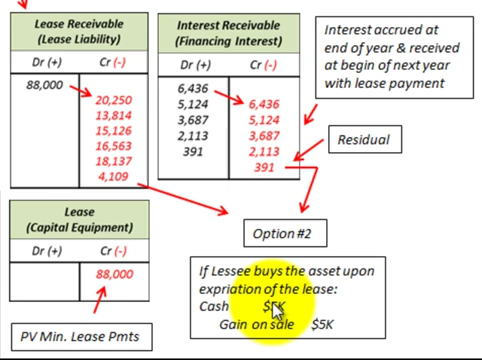 Lease Receivable
(Lease Liability)
Dr (+) Cr (-)
88,000
20,250
13,814
15,126
16,563
18,137
4,109
Interest Receivable
(Financing Interest)
Dr (+) Cr (-)
6,436
5,124 6,436
3,687 5,124
2,113 3,687
391 2,113
391
Interest accrued at
end of year & received
at begin of next year
with lease payment
Residual
Lease
(Capital Equipment)
Dr (+) Cr (-)
88,000
PV Min. Lease Pmts
Option #2
If Lessee buys the asset upon
expriation of the lease:
Cash $5K
Gain on sale $5K